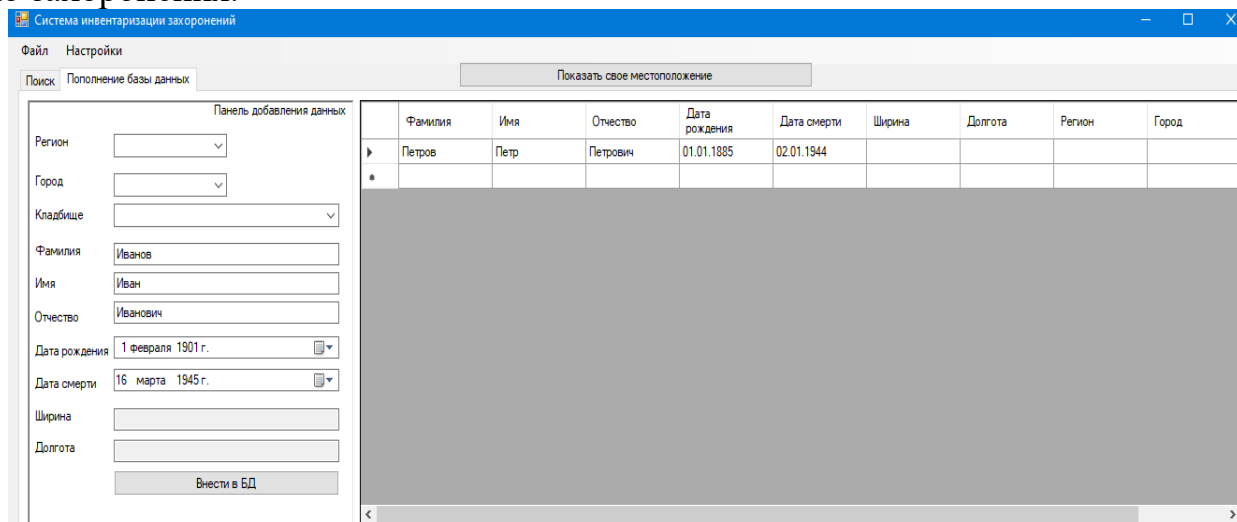 захоронения.
Система инвентаризации захоронений
Файл Настройки
Поиск Пополнение базы данных
Показать свое местоположение
Панель добавления данных
Регион
Город
Кладбище
Фамилия Иванов
Имя Иван
Отчество Иванович
Дата рождения 1 февраля 1901 г.
Дата смерти 16 марта 1945 г.
Ширина
Долгота
Внести в БД
Фамилия Имя Отчество Дата рождения Дата смерти Ширина Долгота Регион Город
Петров Петр Петрович 01.01.1885 02.01.1944